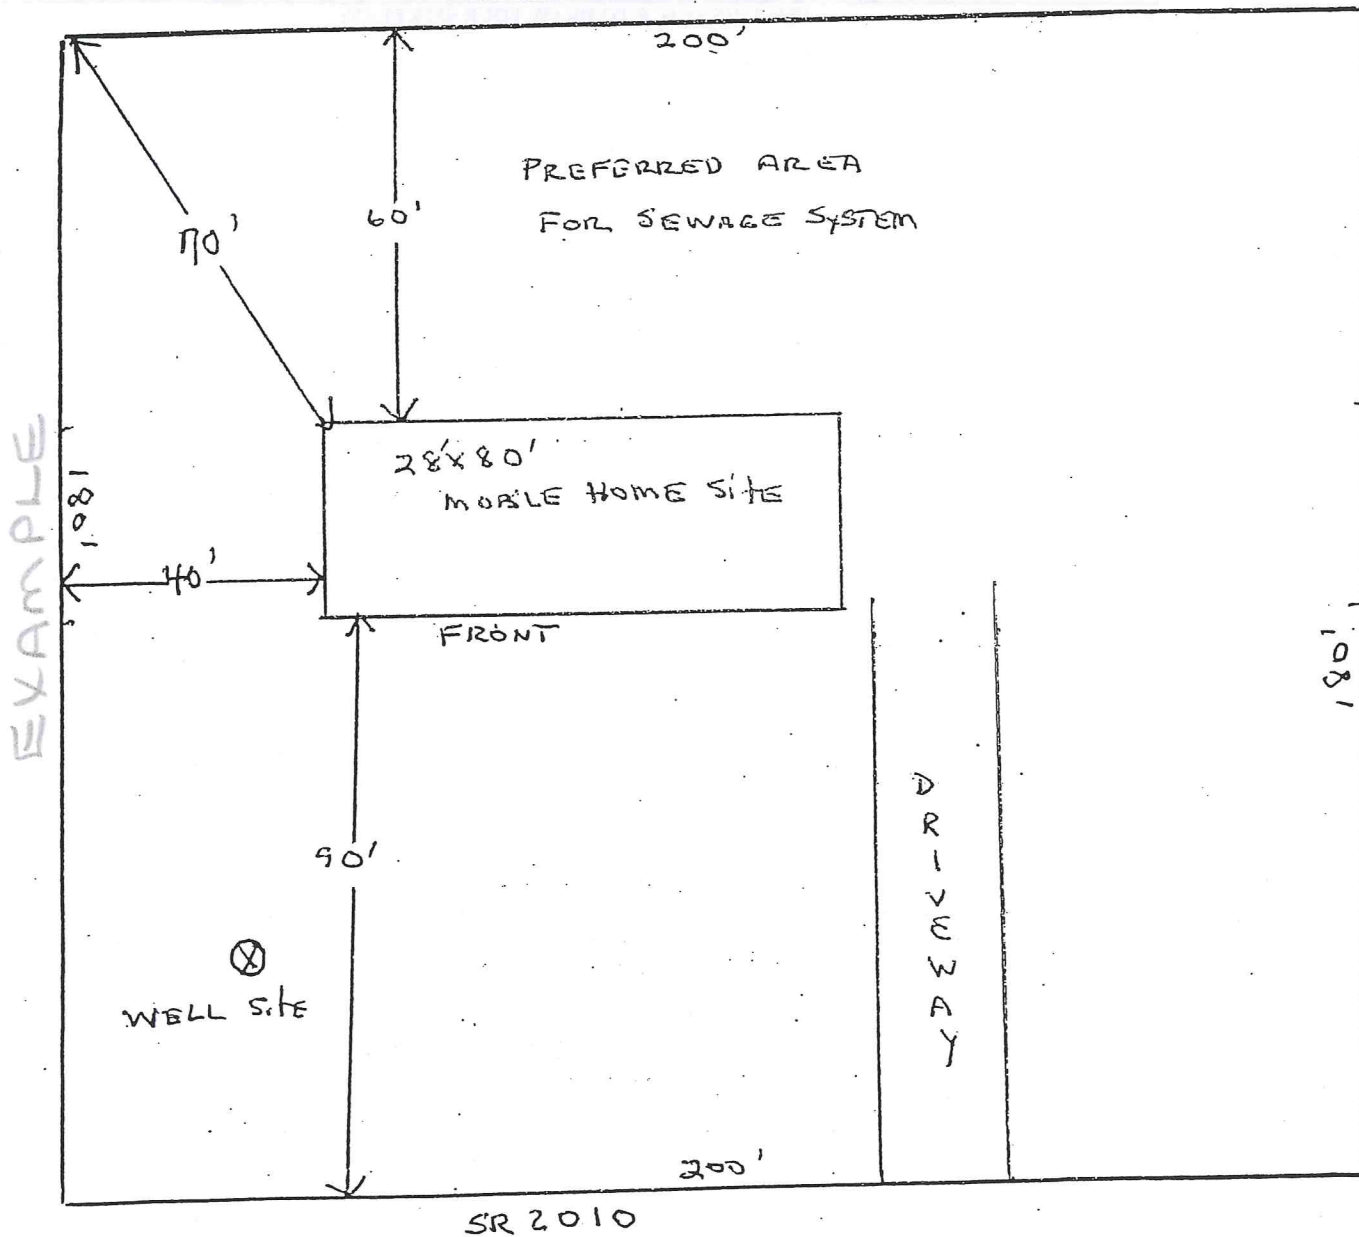 200'
PREFERRED AREA
FOR SEWAGE SYSTEM
60'
70'
28'x80'
MOBILE HOME SITE
EXAMPLE
180'
40'
FRONT
180'
90'
DRIVEWAY
WELL SITE
200'
SR 2010